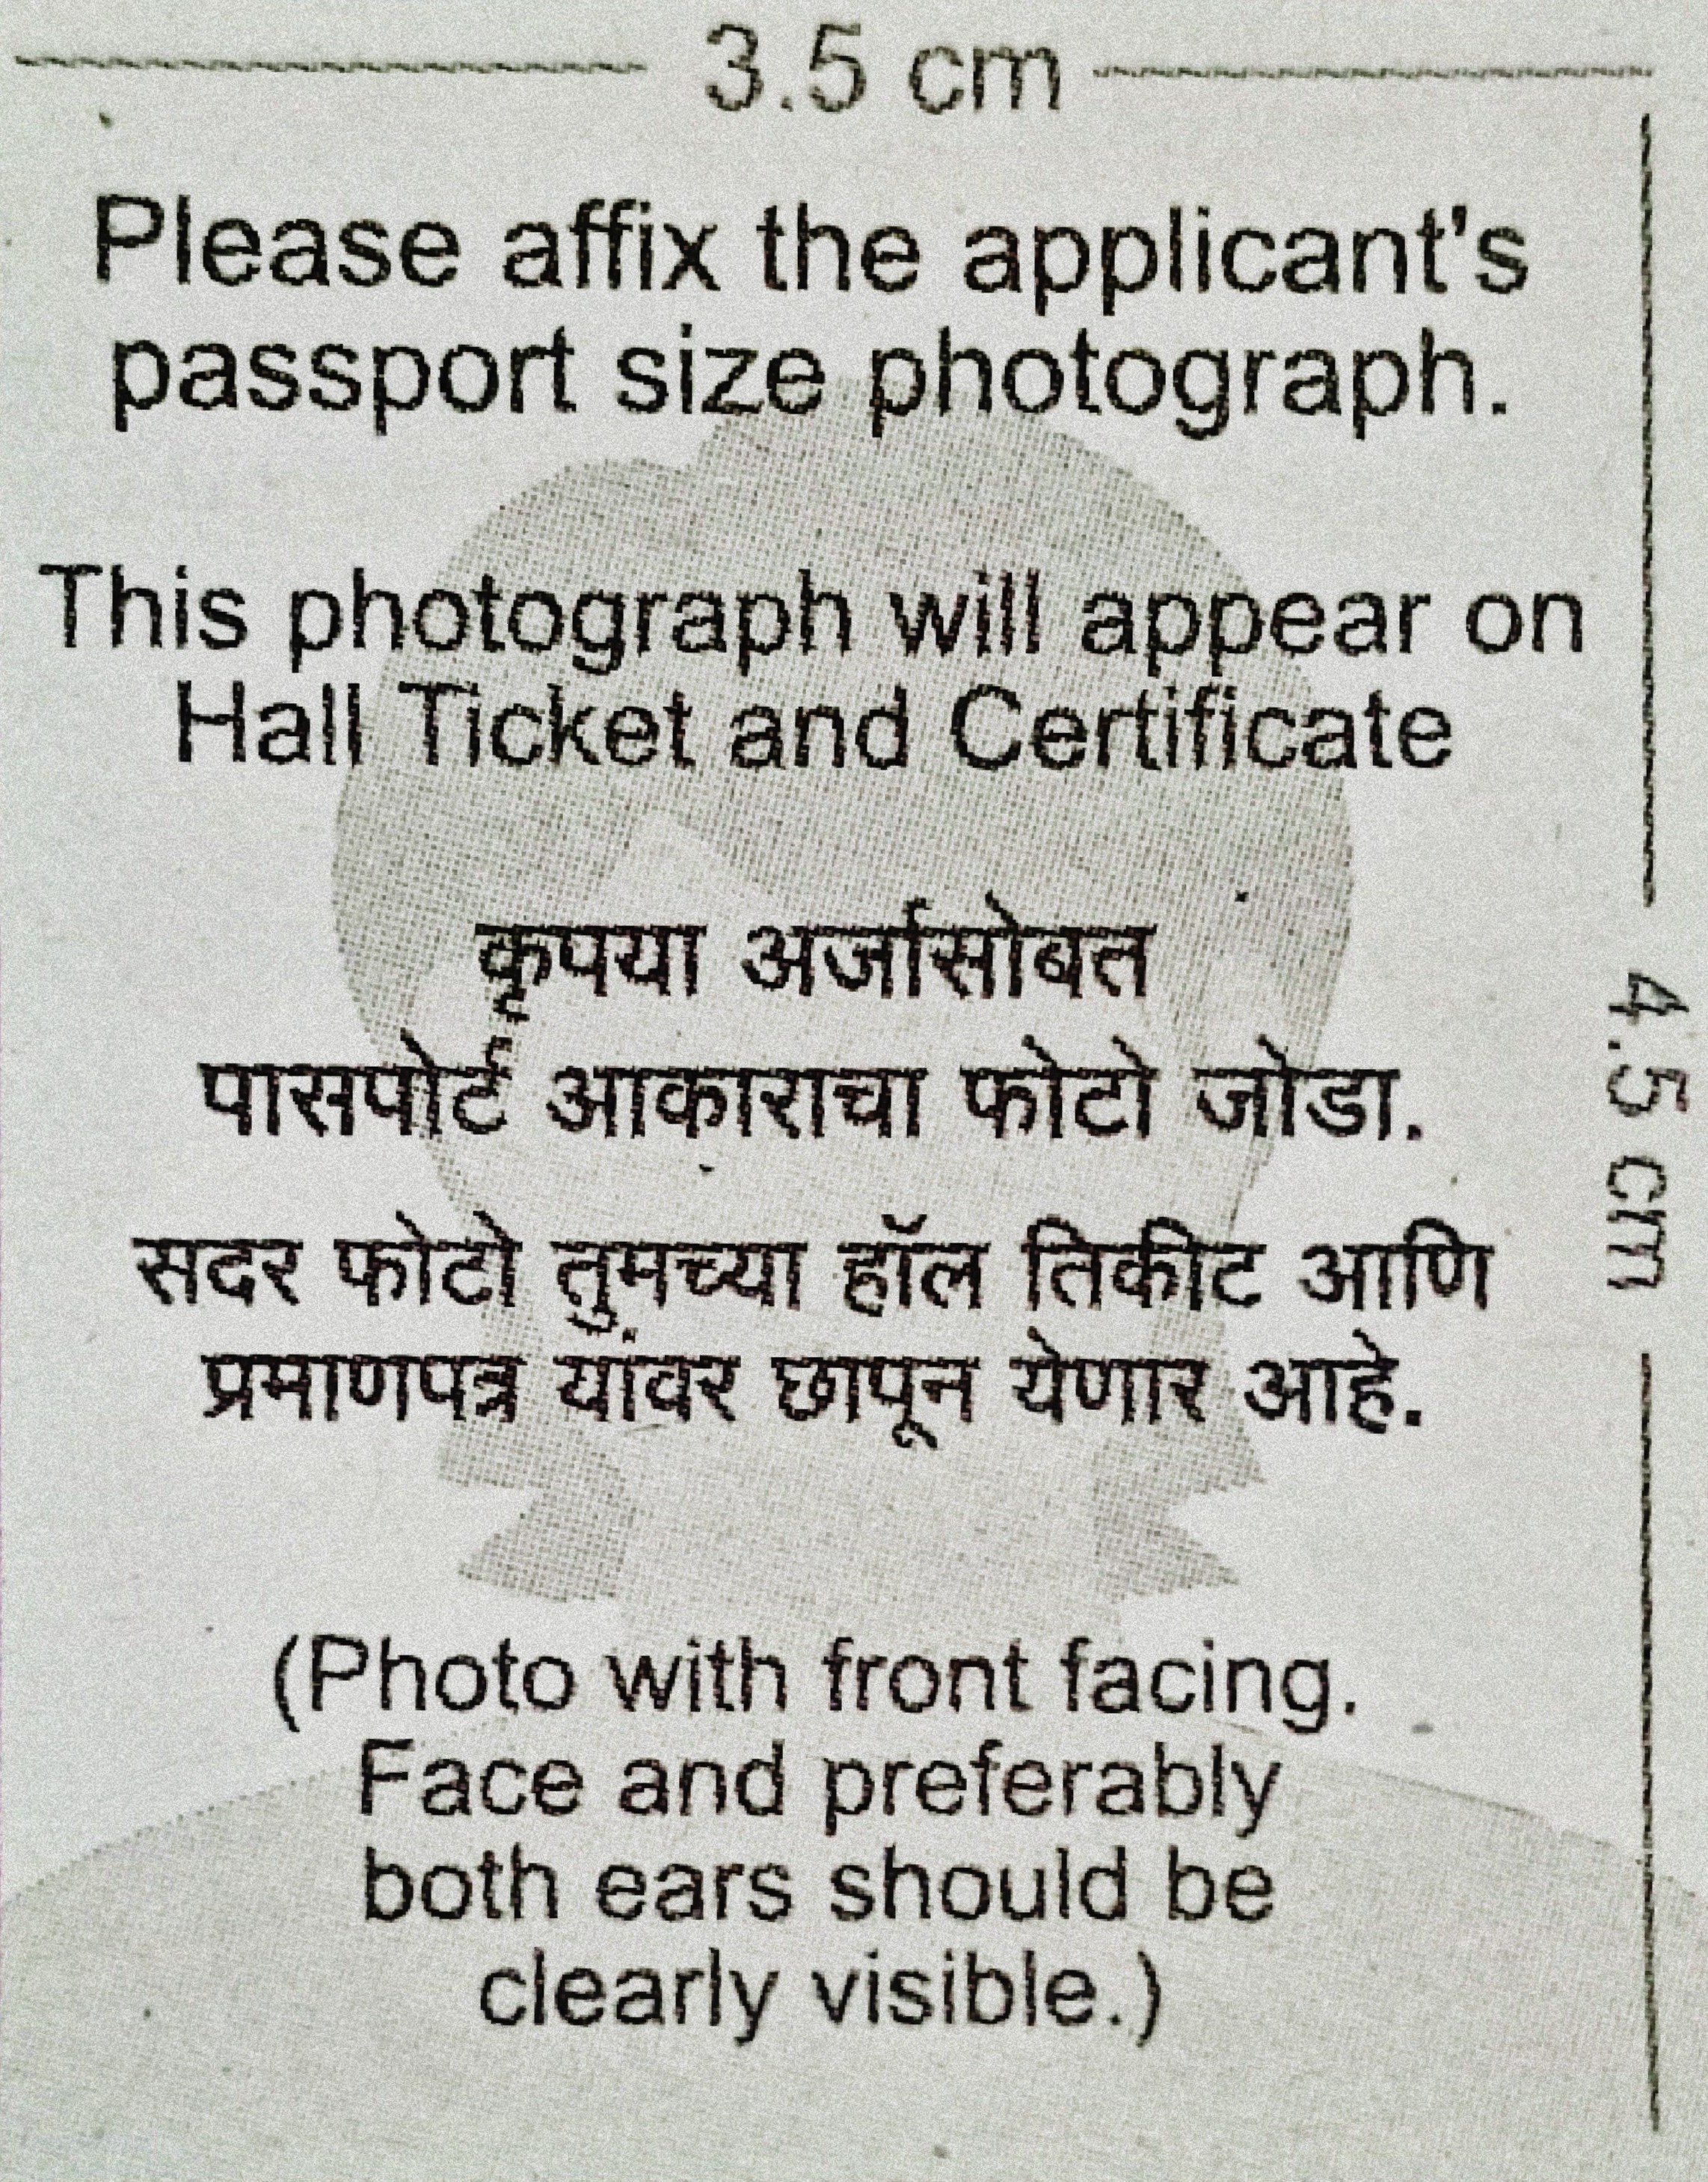 3.5 cm
Please affix the applicant's
passport size photograph.
This photograph will appear on
Hall Ticket and Certificate
कृपया अर्जासोबत
पासपोर्ट आकाराचा फोटो जोडा.
4.5 cm
सदर फोटो तुमच्या हॉल तिकीट आणि
प्रमाणपत्र यांवर छापून येणार आहे.
(Photo with front facing.
Face and preferably
both ears should be
clearly visible.)